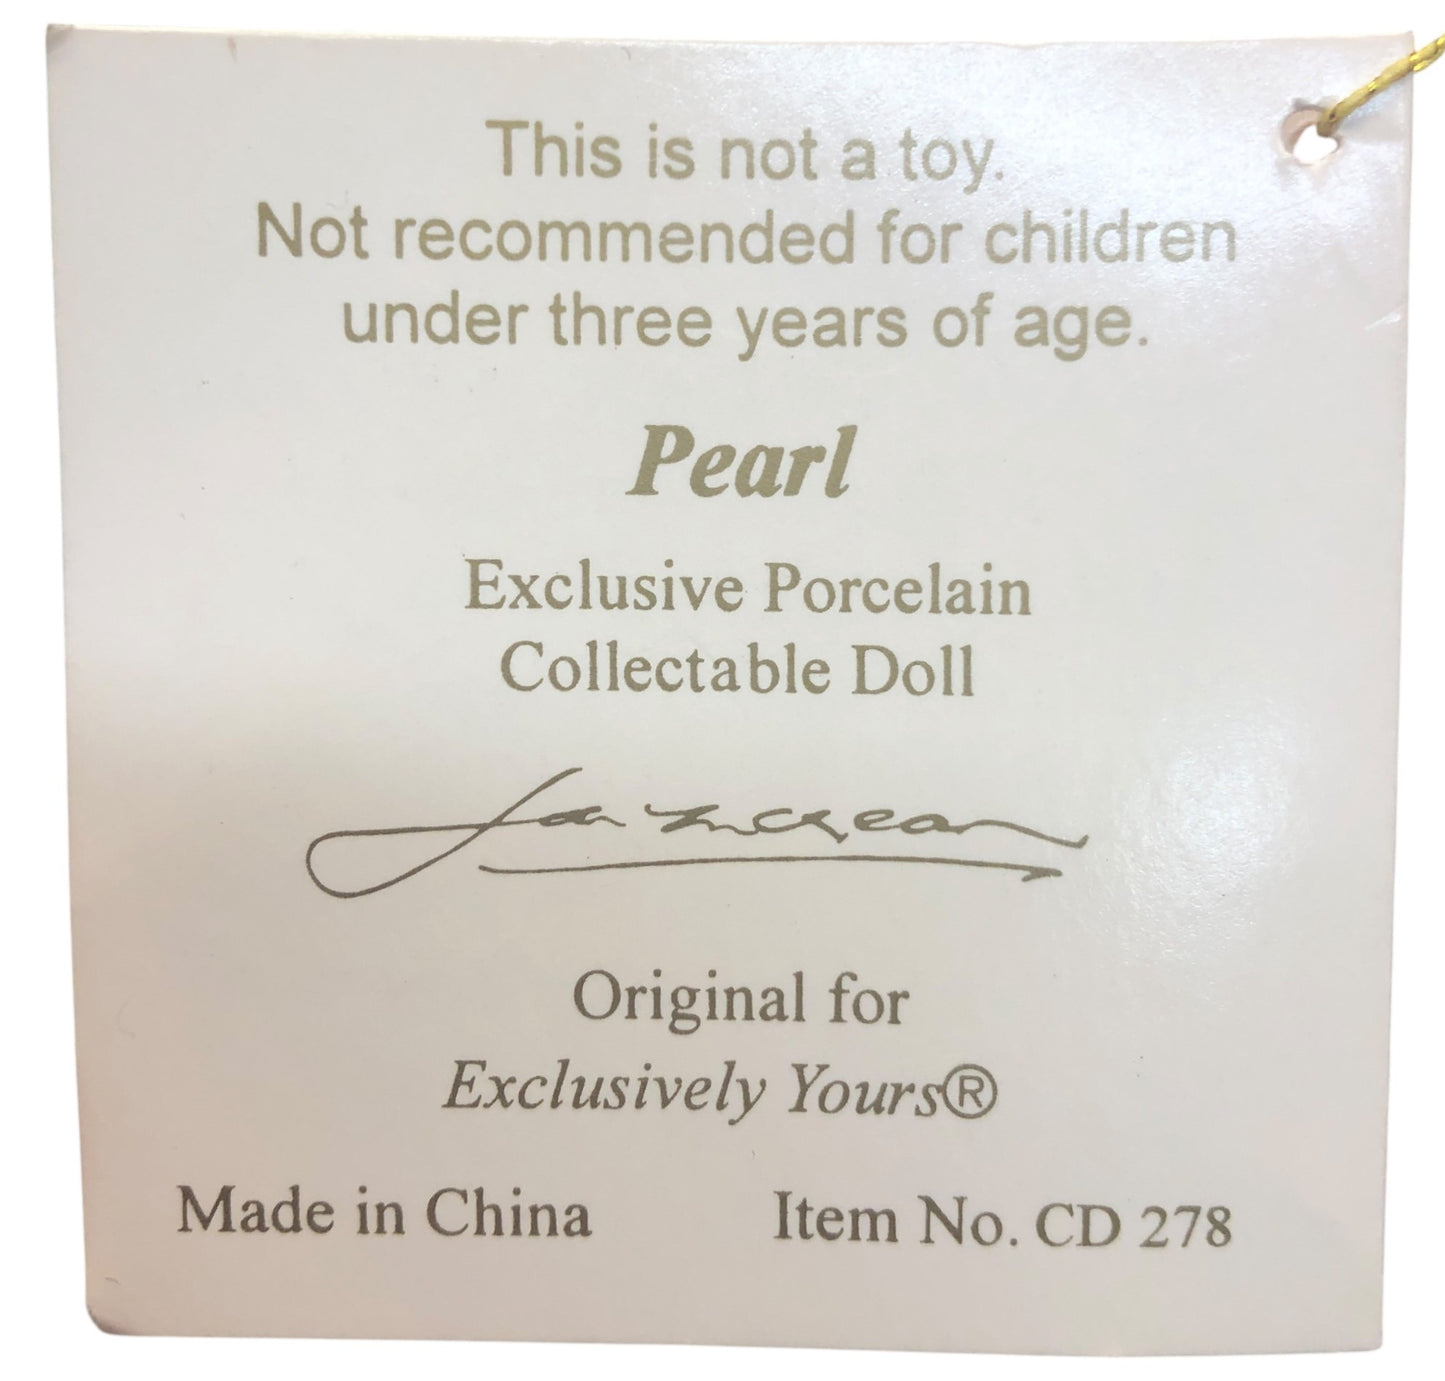 This is not a toy.
Not recommended for children
under three years of age.
Pearl
Exclusive Porcelain
Collectable Doll
Original for
Exclusively Yours®
Made in China Item No. CD 278